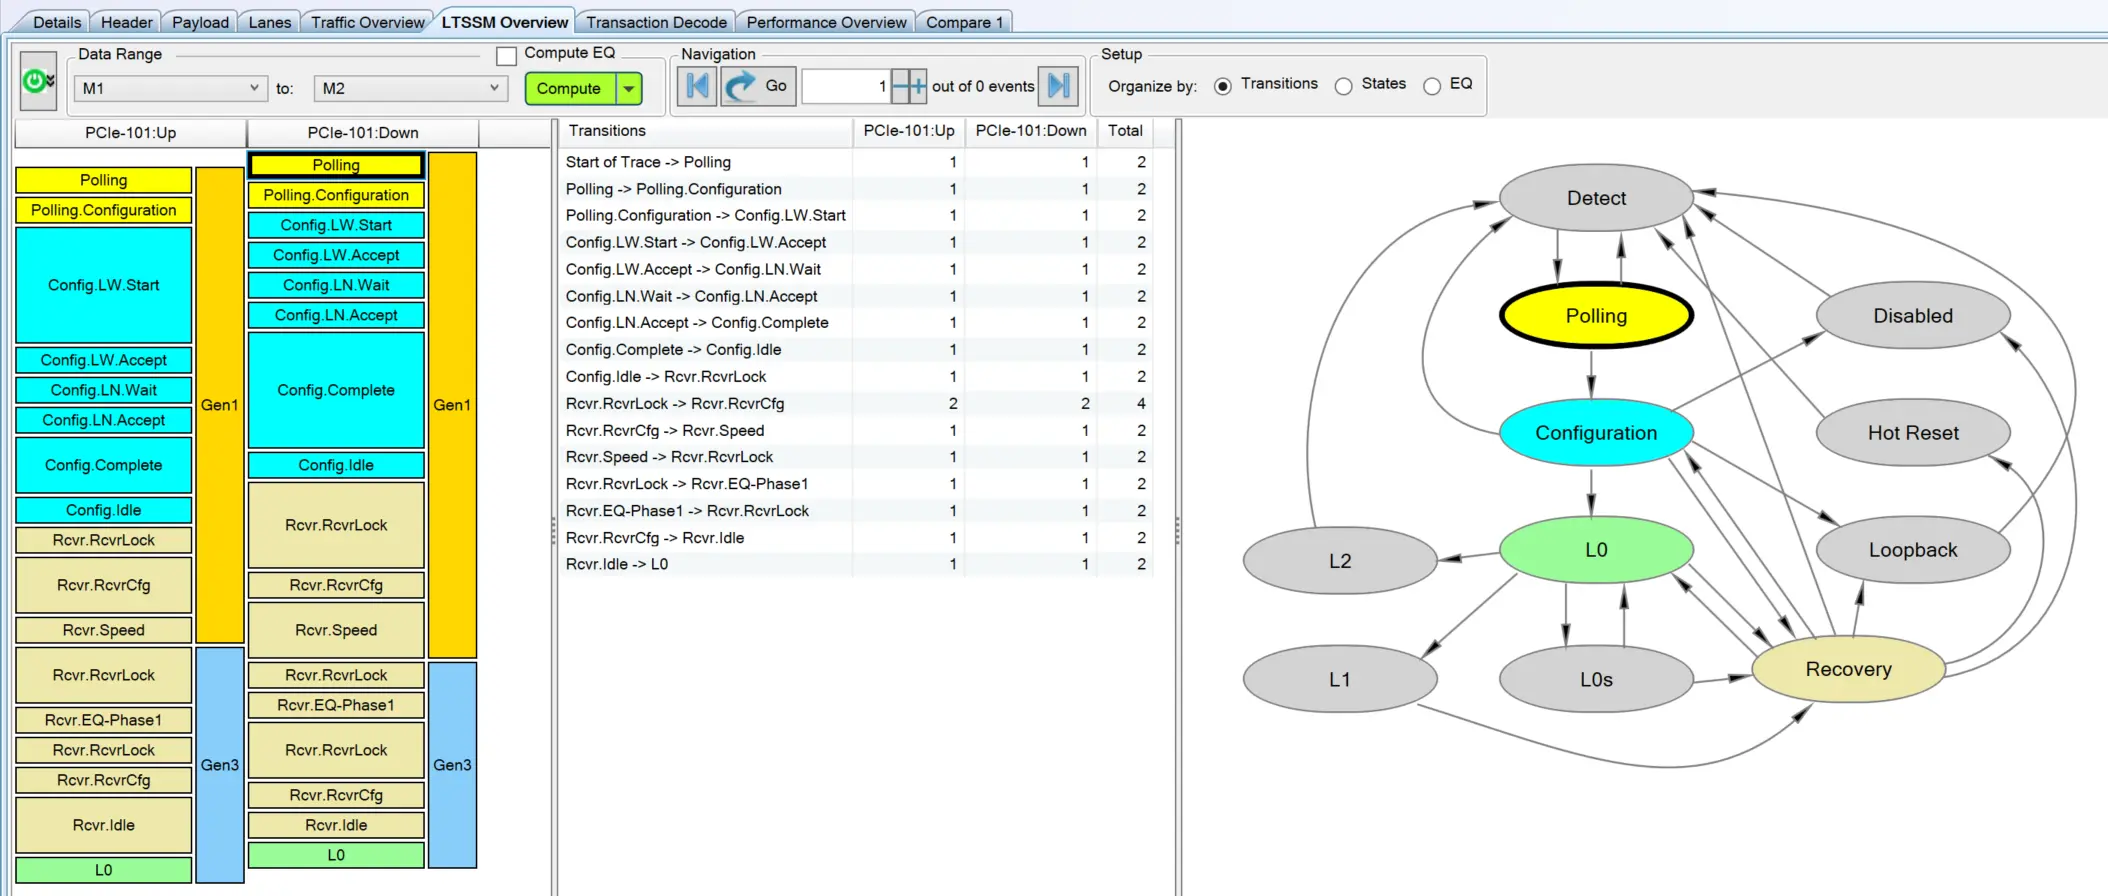 Details Header Payload Lanes Traffic Overview LTSSM Overview Transaction Decode Performance Overview Compare 1
Data Range Compute EQ Navigation Setup
M1 to: M2 Compute Go 1 out of 0 events Organize by: Transitions States EQ
PCIe-101:Up PCIe-101:Down
Polling
Polling.Configuration
Config.LW.Start
Config.LW.Accept
Config.LN.Wait
Config.LN.Accept
Config.Complete
Config.Idle
Rcvr.RcvrLock
Rcvr.RcvrCfg
Rcvr.Speed
Rcvr.RcvrLock
Rcvr.EQ-Phase1
Rcvr.RcvrLock
Rcvr.RcvrCfg
Rcvr.Idle
L0
Gen1
Gen3
Polling
Polling.Configuration
Config.LW.Start
Config.LW.Accept
Config.LN.Wait
Config.LN.Accept
Config.Complete
Config.Idle
Rcvr.RcvrLock
Rcvr.RcvrCfg
Rcvr.Speed
Rcvr.RcvrLock
Rcvr.EQ-Phase1
Rcvr.RcvrLock
Rcvr.RcvrCfg
Rcvr.Idle
L0
Gen1
Gen3
Transitions PCIe-101:Up PCIe-101:Down Total
Start of Trace -> Polling 1 1 2
Polling -> Polling.Configuration 1 1 2
Polling.Configuration -> Config.LW.Start 1 1 2
Config.LW.Start -> Config.LW.Accept 1 1 2
Config.LW.Accept -> Config.LN.Wait 1 1 2
Config.LN.Wait -> Config.LN.Accept 1 1 2
Config.LN.Accept -> Config.Complete 1 1 2
Config.Complete -> Config.Idle 1 1 2
Config.Idle -> Rcvr.RcvrLock 1 1 2
Rcvr.RcvrLock -> Rcvr.RcvrCfg 2 2 4
Rcvr.RcvrCfg -> Rcvr.Speed 1 1 2
Rcvr.Speed -> Rcvr.RcvrLock 1 1 2
Rcvr.RcvrLock -> Rcvr.EQ-Phase1 1 1 2
Rcvr.EQ-Phase1 -> Rcvr.RcvrLock 1 1 2
Rcvr.RcvrCfg -> Rcvr.Idle 1 1 2
Rcvr.Idle -> L0 1 1 2
Detect
Polling
Disabled
Configuration
Hot Reset
L0
Loopback
L2
L1
L0s
Recovery